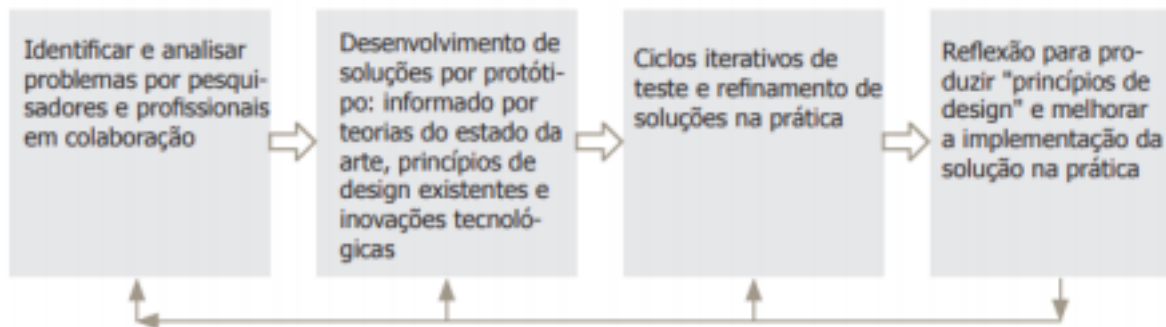 Identificar e analisar
problemas por pesqui-
sadores e profissionais
em colaboração
Desenvolvimento de
soluções por protóti-
po: informado por
teorias do estado da
arte, princípios de
design existentes e
inovações tecnoló-
gicas
Ciclos iterativos de
teste e refinamento de
soluções na prática
Reflexão para pro-
duzir "princípios de
design" e melhorar
a implementação da
solução na prática